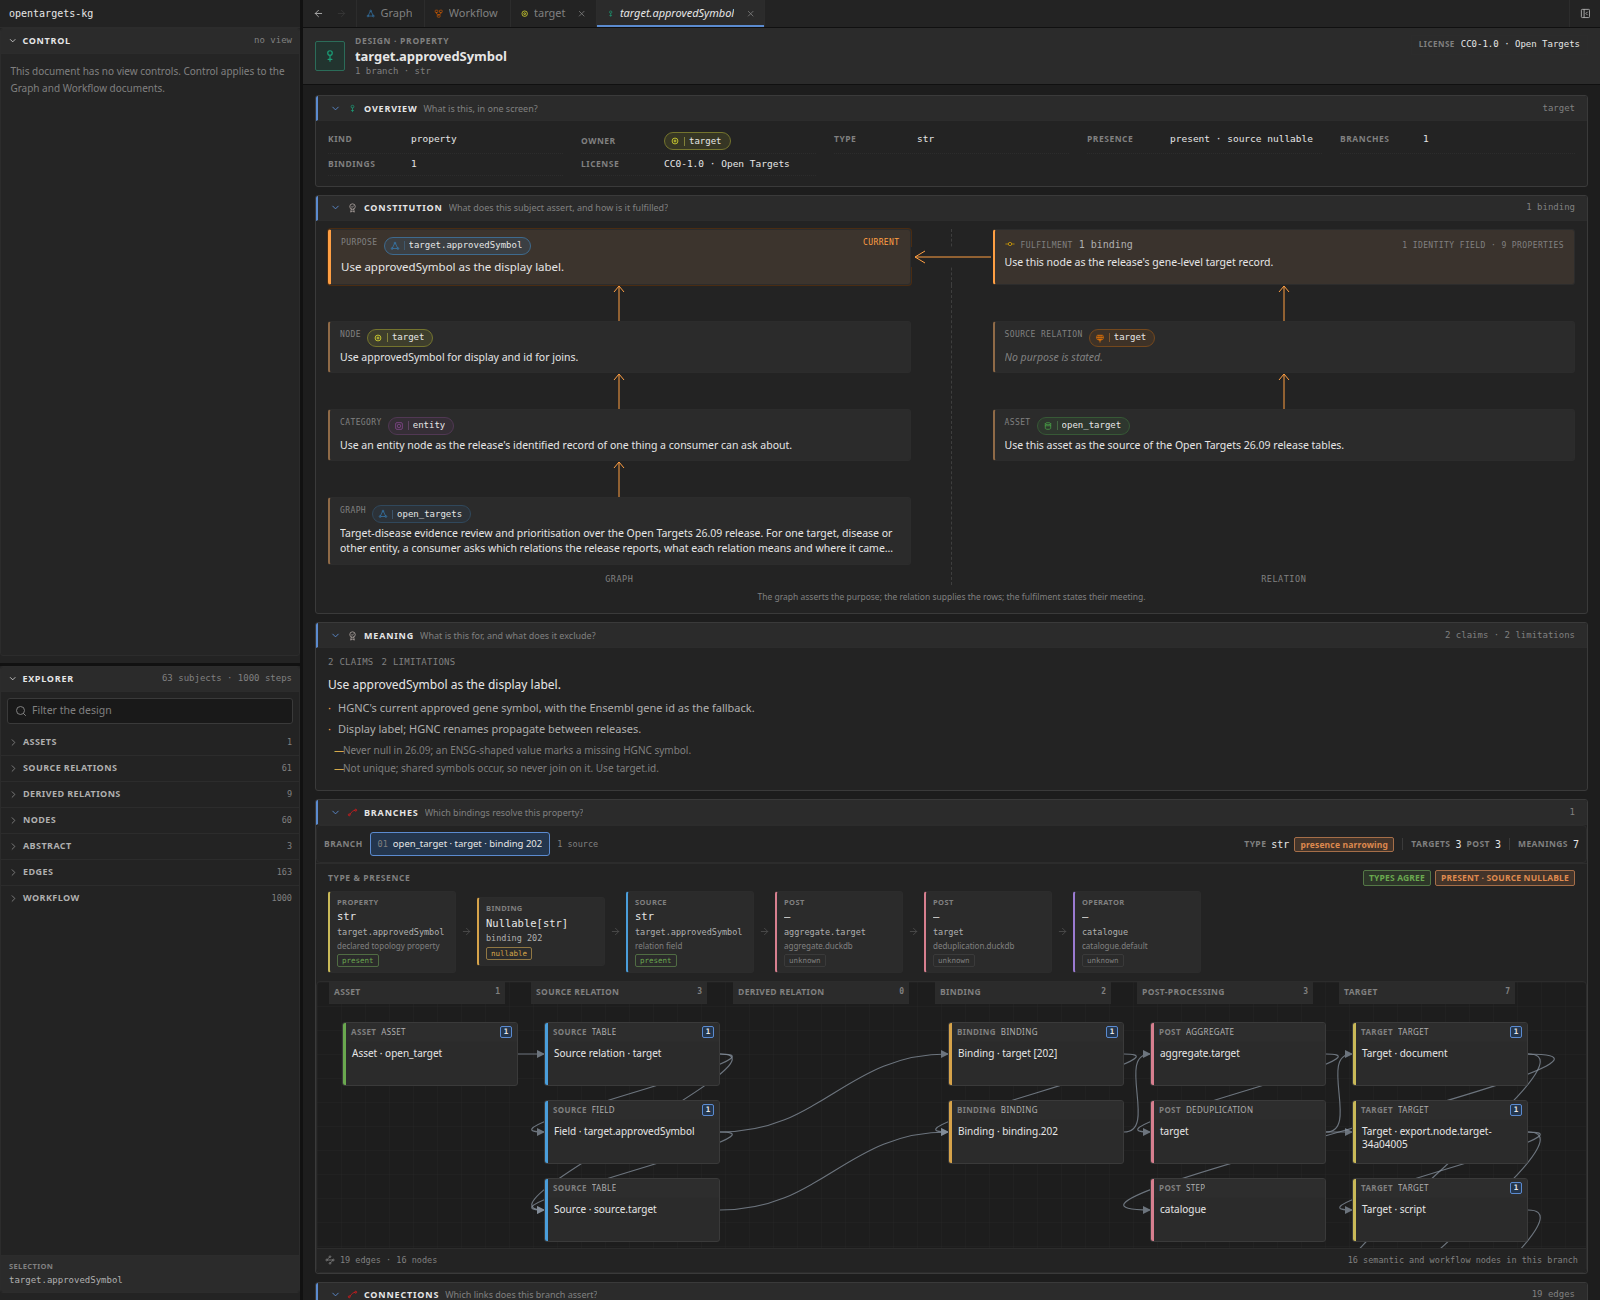 opentargets-kg
Graph
Workflow
target
target.approvedSymbol
CONTROL
no view
This document has no view controls. Control applies to the
Graph and Workflow documents.
EXPLORER
63 subjects · 1000 steps
Filter the design
ASSETS 1
SOURCE RELATIONS 61
DERIVED RELATIONS 9
NODES 60
ABSTRACT 3
EDGES 163
WORKFLOW 1000
SELECTION
target.approvedSymbol
DESIGN · PROPERTY
target.approvedSymbol
1 branch · str
LICENSE CC0-1.0 · Open Targets
OVERVIEW What is this, in one screen?
target
KIND property
OWNER target
TYPE str
PRESENCE present · source nullable
BRANCHES 1
BINDINGS 1
LICENSE CC0-1.0 · Open Targets
CONSTITUTION What does this subject assert, and how is it fulfilled?
1 binding
PURPOSE target.approvedSymbol
CURRENT
Use approvedSymbol as the display label.
FULFILMENT 1 binding
1 IDENTITY FIELD · 9 PROPERTIES
Use this node as the release's gene-level target record.
NODE target
Use approvedSymbol for display and id for joins.
SOURCE RELATION target
No purpose is stated.
CATEGORY entity
Use an entity node as the release's identified record of one thing a consumer can ask about.
ASSET open_target
Use this asset as the source of the Open Targets 26.09 release tables.
GRAPH open_targets
Target-disease evidence review and prioritisation over the Open Targets 26.09 release. For one target, disease or
other entity, a consumer asks which relations the release reports, what each relation means and where it came...
GRAPH
RELATION
The graph asserts the purpose; the relation supplies the rows; the fulfilment states their meeting.
MEANING What is this for, and what does it exclude?
2 claims · 2 limitations
2 CLAIMS 2 LIMITATIONS
Use approvedSymbol as the display label.
· HGNC's current approved gene symbol, with the Ensembl gene id as the fallback.
· Display label; HGNC renames propagate between releases.
—Never null in 26.09; an ENSG-shaped value marks a missing HGNC symbol.
—Not unique; shared symbols occur, so never join on it. Use target.id.
BRANCHES Which bindings resolve this property?
1
BRANCH 01 open_target · target · binding 202 1 source
TYPE str presence narrowing TARGETS 3 POST 3 MEANINGS 7
TYPE & PRESENCE
TYPES AGREE PRESENT · SOURCE NULLABLE
PROPERTY
str
target.approvedSymbol
declared topology property
present
BINDING
Nullable[str]
binding 202
nullable
SOURCE
str
target.approvedSymbol
relation field
present
POST
—
aggregate.target
aggregate.duckdb
unknown
POST
—
target
deduplication.duckdb
unknown
OPERATOR
—
catalogue
catalogue.default
unknown
ASSET 1
SOURCE RELATION 3
DERIVED RELATION 0
BINDING 2
POST-PROCESSING 3
TARGET 7
ASSET ASSET 1
Asset · open_target
SOURCE TABLE 1
Source relation · target
BINDING BINDING 1
Binding · target [202]
POST AGGREGATE
aggregate.target
TARGET TARGET 1
Target · document
SOURCE FIELD 1
Field · target.approvedSymbol
BINDING BINDING
Binding · binding.202
POST DEDUPLICATION
target
TARGET TARGET 1
Target · export.node.target-
34a04005
SOURCE TABLE
Source · source.target
POST STEP
catalogue
TARGET TARGET 1
Target · script
19 edges · 16 nodes
16 semantic and workflow nodes in this branch
CONNECTIONS Which links does this branch assert?
19 edges